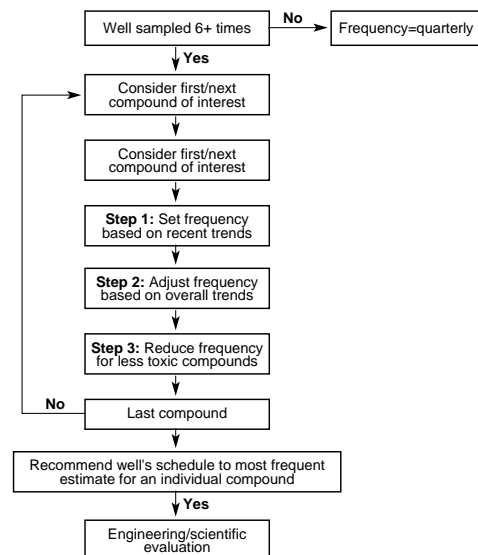 Well sampled 6+ times
No
Frequency=quarterly
Yes
Consider first/next
compound of interest
Consider first/next
compound of interest
Step 1: Set frequency
based on recent trends
Step 2: Adjust frequency
based on overall trends
Step 3: Reduce frequency
for less toxic compounds
No
Last compound
Recommend well's schedule to most frequent
estimate for an individual compound
Yes
Engineering/scientific
evaluation